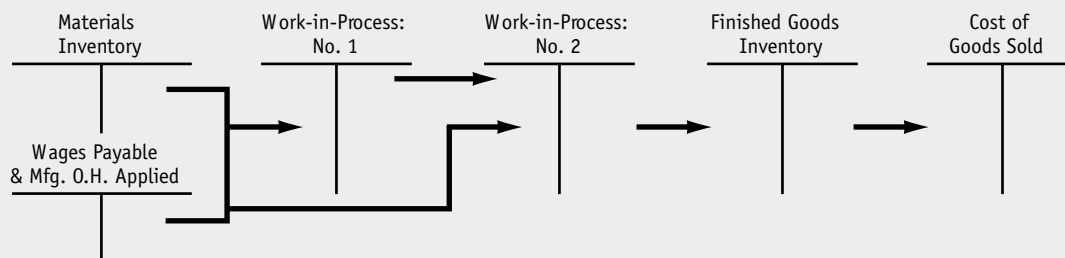 Materials
Inventory
Work-in-Process:
No. 1
Work-in-Process:
No. 2
Finished Goods
Inventory
Cost of
Goods Sold
Wages Payable
& Mfg. O.H. Applied